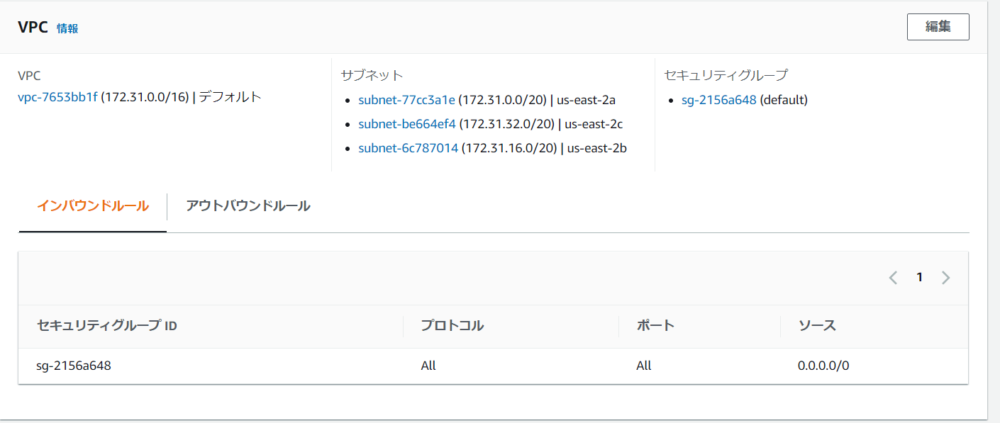 VPC 情報
編集
VPC
vpc-7653bb1f (172.31.0.0/16) | デフォルト
サブネット
• subnet-77cc3a1e (172.31.0.0/20) | us-east-2a
• subnet-be664ef4 (172.31.32.0/20) | us-east-2c
• subnet-6c787014 (172.31.16.0/20) | us-east-2b
セキュリティグループ
• sg-2156a648 (default)
インバウンドルール アウトバウンドルール
1
セキュリティグループ ID プロトコル ポート ソース
sg-2156a648 All All 0.0.0.0/0